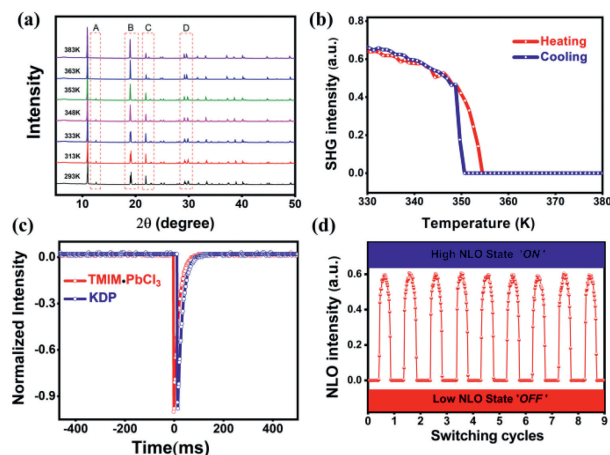 (a)
A B C D
383K
363K
353K
348K
333K
313K
293K
Intensity
10 20 30 40 50
2θ (degree)
(b)
Heating
Cooling
SHG intensity (a.u.)
0.8
0.6
0.4
0.2
0.0
330 340 350 360 370 380
Temperature (K)
(c)
TMIM•PbCl₃
KDP
Normalized Intensity
0.0
-0.3
-0.6
-0.9
-400 -200 0 200 400
Time(ms)
(d)
High NLO State 'ON'
NLO intensity (a.u.)
0.6
0.4
0.2
0.0
Low NLO State 'OFF'
0 1 2 3 4 5 6 7 8 9
Switching cycles